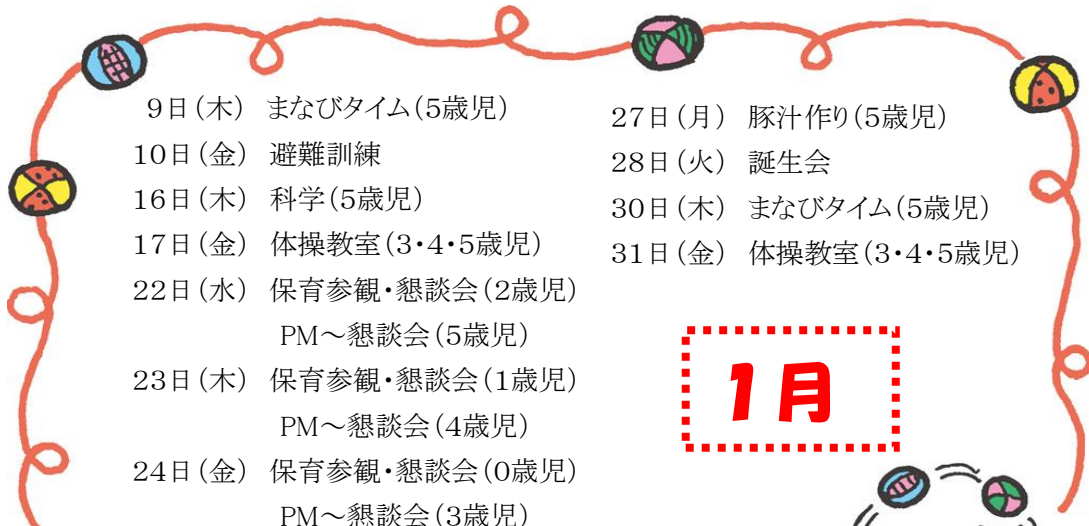 9日(木) まなびタイム(5歳児)
10日(金) 避難訓練
16日(木) 科学(5歳児)
17日(金) 体操教室(3・4・5歳児)
22日(水) 保育参観・懇談会(2歳児)
PM～懇談会(5歳児)
23日(木) 保育参観・懇談会(1歳児)
PM～懇談会(4歳児)
24日(金) 保育参観・懇談会(0歳児)
PM～懇談会(3歳児)
27日(月) 豚汁作り(5歳児)
28日(火) 誕生会
30日(木) まなびタイム(5歳児)
31日(金) 体操教室(3・4・5歳児)
1月